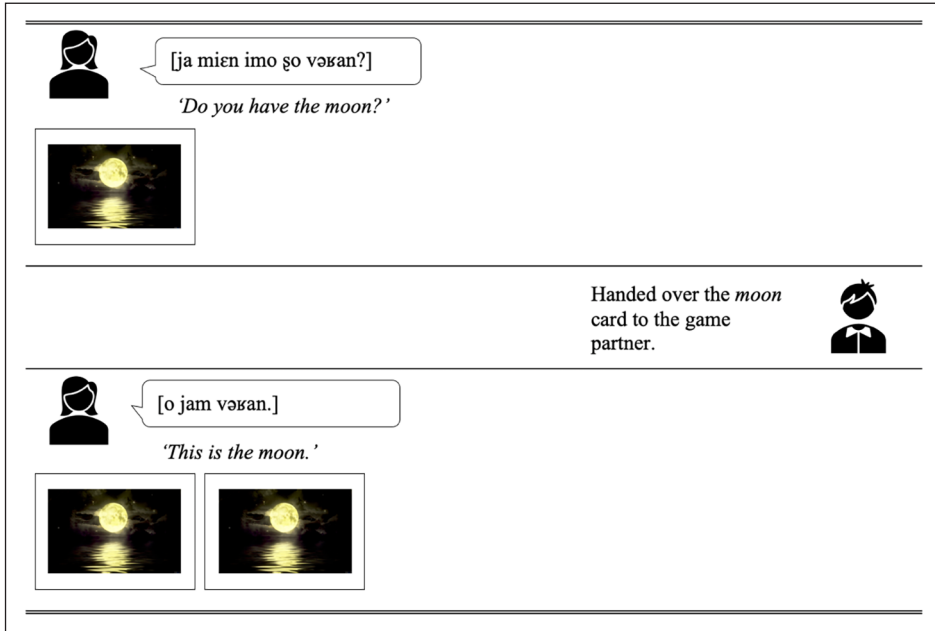 [ja miɛn imo ʂo vəʁan?]
‘Do you have the moon?’
Handed over the moon
card to the game
partner.
[o jam vəʁan.]
‘This is the moon.’